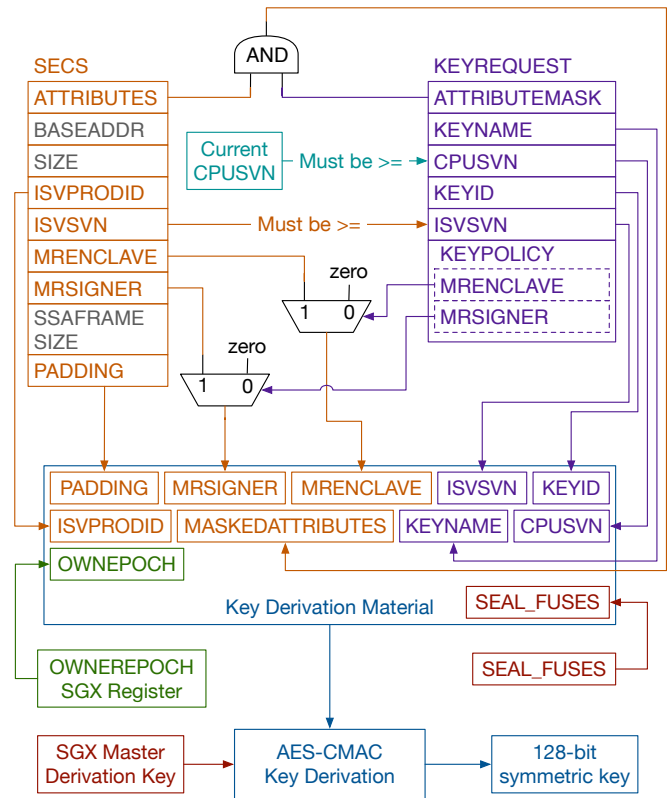 AND
SECS
KEYREQUEST
ATTRIBUTES
ATTRIBUTEMASK
BASEADDR
KEYNAME
Current
CPUSVN
Must be >=
SIZE
CPUSVN
ISVPRODID
KEYID
ISVSVN
Must be >=
ISVSVN
MRENCLAVE
KEYPOLICY
zero
MRSIGNER
MRENCLAVE
1 0
SSAFRAME
SIZE
MRSIGNER
zero
PADDING
1 0
PADDING MRSIGNER MRENCLAVE ISVSVN KEYID
ISVPRODID MASKEDATTRIBUTES KEYNAME CPUSVN
OWNEPOCH
Key Derivation Material
SEAL_FUSES
OWNEREPOCH
SGX Register
SEAL_FUSES
SGX Master
Derivation Key
AES-CMAC
Key Derivation
128-bit
symmetric key